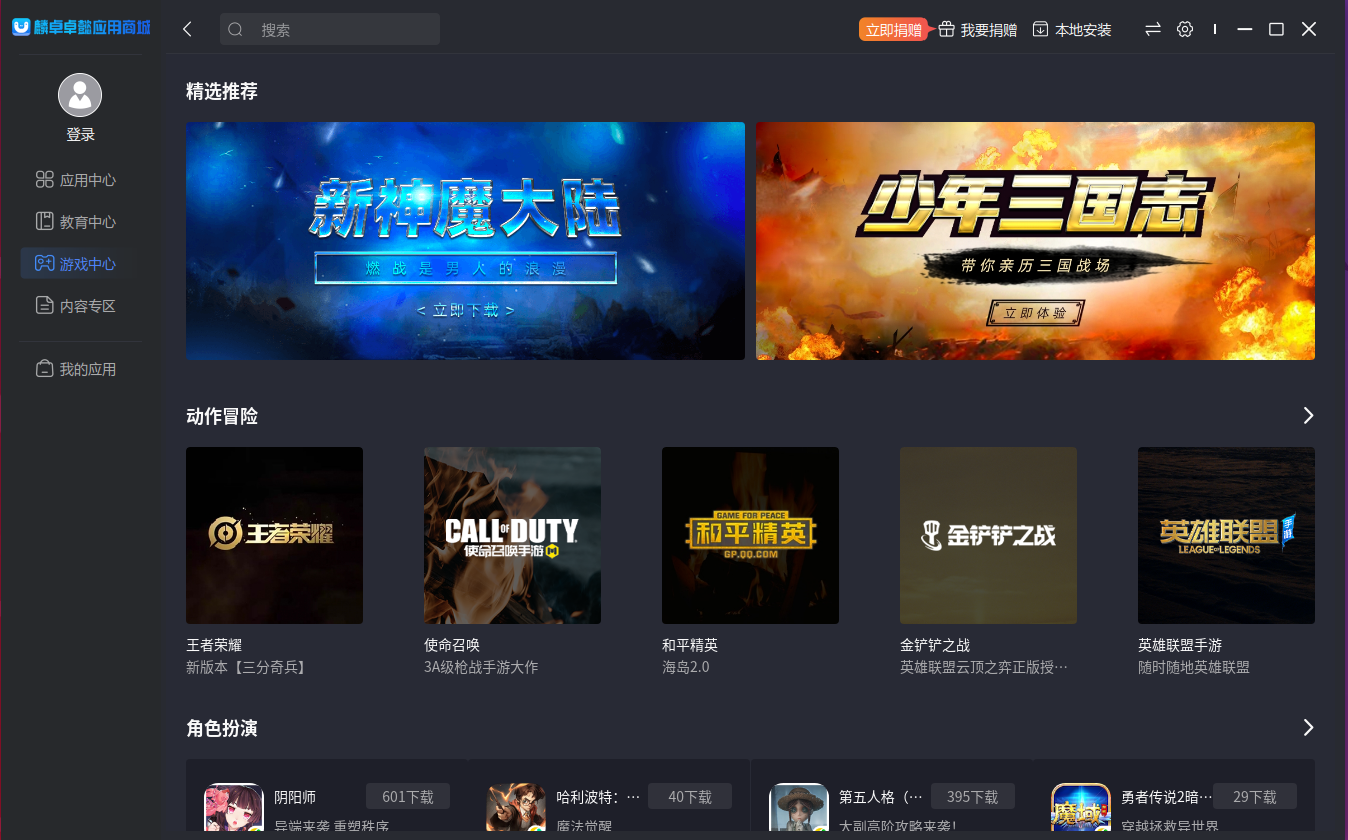 麟卓卓懿应用商城
搜索
立即捐赠
我要捐赠
本地安装
登录
应用中心
教育中心
游戏中心
内容专区
我的应用
精选推荐
新神魔大陆
燃战是男人的浪漫
< 立即下载 >
少年三国志
带你亲历三国战场
立即体验
动作冒险
王者荣耀
CALL OF DUTY
使命召唤手游
GAME FOR PEACE
和平精英
GP.QQ.COM
金铲铲之战
英雄联盟手游
LEAGUE OF LEGENDS
王者荣耀
新版本【三分奇兵】
使命召唤
3A级枪战手游大作
和平精英
海岛2.0
金铲铲之战
英雄联盟云顶之弈正版授…
英雄联盟手游
随时随地英雄联盟
角色扮演
阴阳师
601下载
异端来袭 重塑秩序
哈利波特：…
40下载
魔法觉醒
第五人格（…
395下载
大副高阶攻略来袭！
魔域
勇者传说2暗…
29下载
穿越拯救异世界